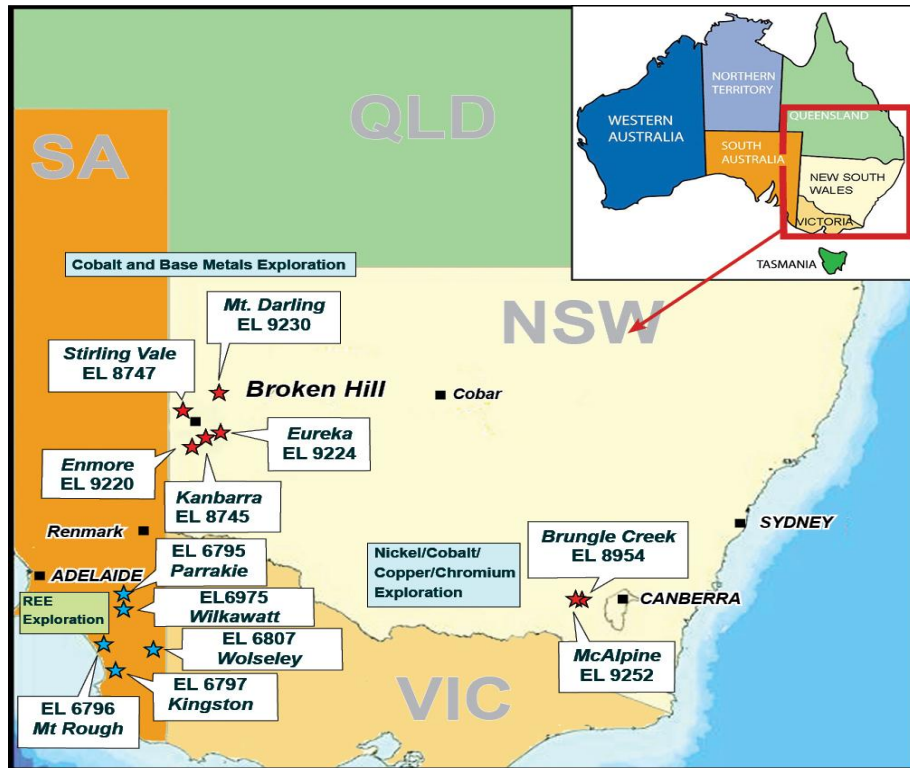 NORTHERN
TERRITORY
QUEENSLAND
WESTERN
AUSTRALIA
SOUTH
AUSTRALIA
NEW SOUTH
WALES
VICTORIA
TASMANIA
QLD
SA
NSW
VIC
Cobalt and Base Metals Exploration
Mt. Darling
EL 9230
Stirling Vale
EL 8747
Broken Hill
Cobar
Eureka
EL 9224
Enmore
EL 9220
Kanbarra
EL 8745
Renmark
SYDNEY
ADELAIDE
EL 6795
Parrakie
Nickel/Cobalt/
Copper/Chromium
Exploration
Brungle Creek
EL 8954
REE
Exploration
EL6975
Wilkawatt
CANBERRA
EL 6807
Wolseley
McAlpine
EL 9252
EL 6797
Kingston
EL 6796
Mt Rough